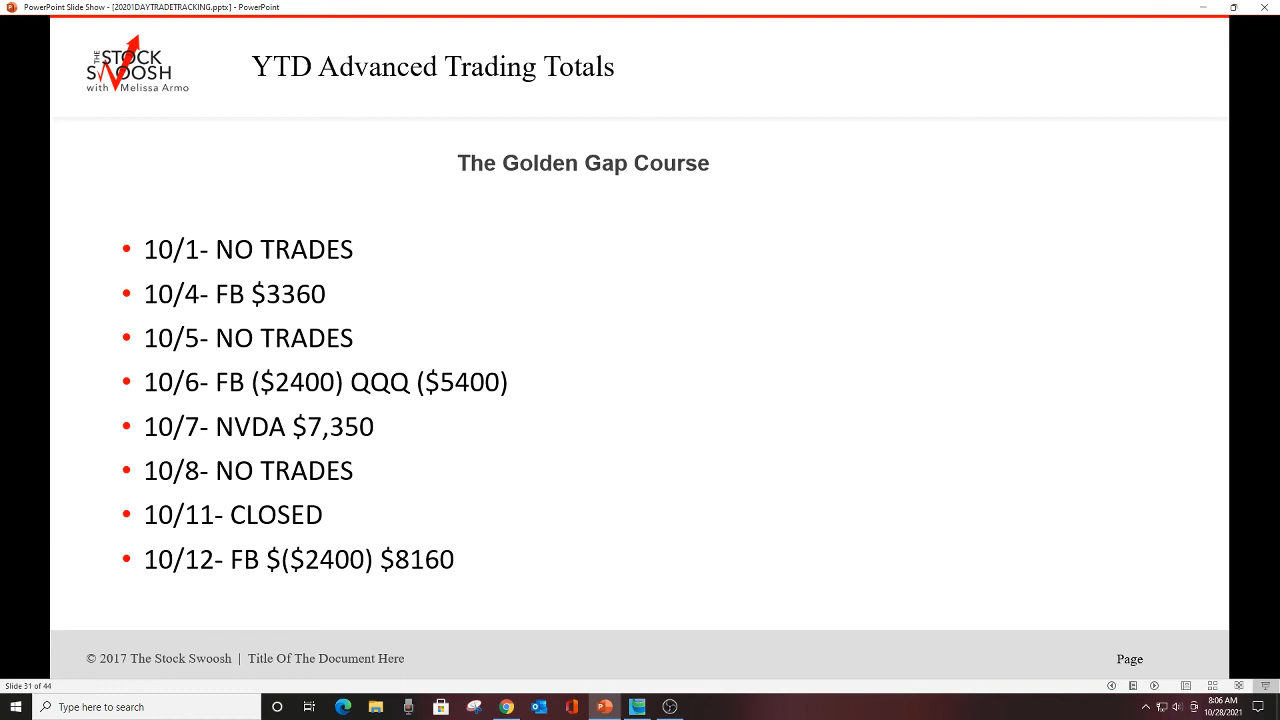 PowerPoint Slide Show - [20201DAYTRADETRACKING.pptx] - PowerPoint
THE STOCK SWOOSH
with Melissa Armo
YTD Advanced Trading Totals
The Golden Gap Course
• 10/1- NO TRADES
• 10/4- FB $3360
• 10/5- NO TRADES
• 10/6- FB ($2400) QQQ ($5400)
• 10/7- NVDA $7,350
• 10/8- NO TRADES
• 10/11- CLOSED
• 10/12- FB $($2400) $8160
© 2017 The Stock Swoosh | Title Of The Document Here
Page
Slide 31 of 44
Type here to search
8:06 AM
10/28/2021